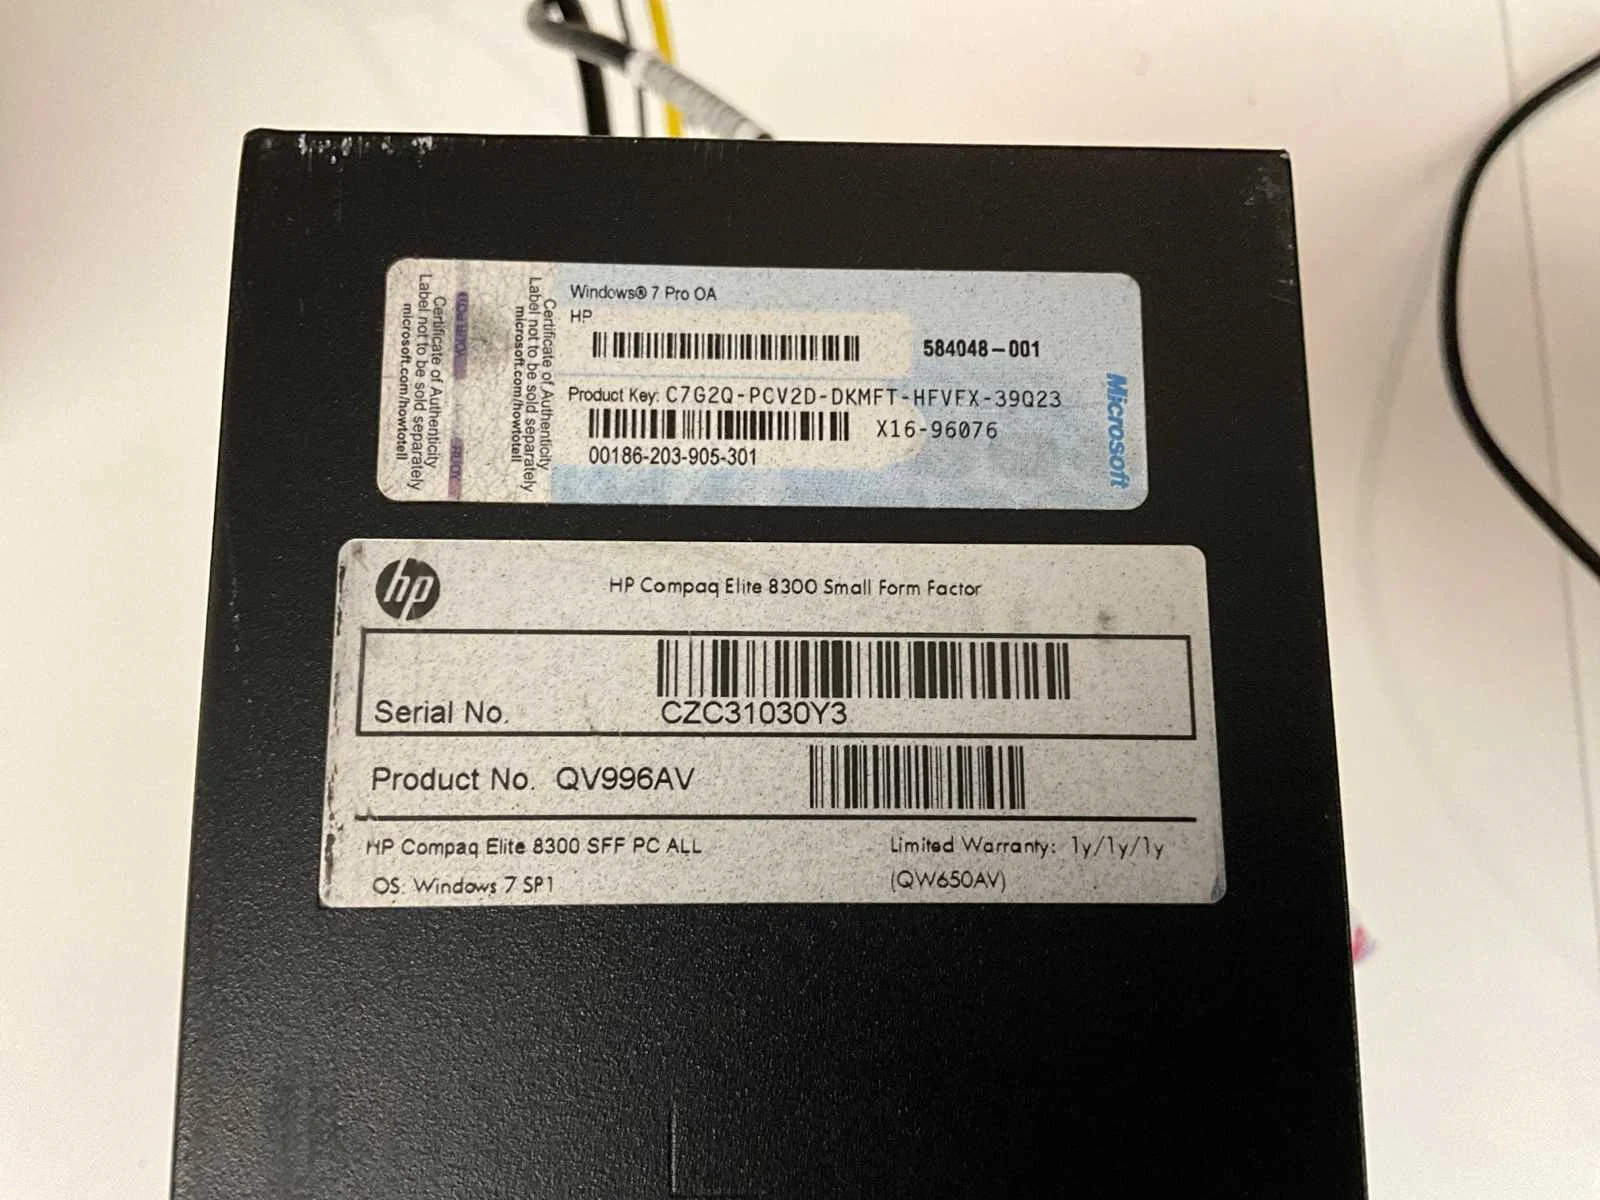 Certificate of Authenticity
Label not to be sold separately
microsoft.com/howtotell
Certificate of Authenticity
Label not to be sold separately
microsoft.com/howtotell
Windows® 7 Pro OA
HP
584048-001
Product Key: C7G2Q-PCV2D-DKMFT-HFVFX-39Q23
X16-96076
00186-203-905-301
Microsoft
hp
HP Compaq Elite 8300 Small Form Factor
Serial No. CZC31030Y3
Product No. QV996AV
HP Compaq Elite 8300 SFF PC ALL
Limited Warranty: 1y/1y/1y
OS: Windows 7 SP1
(QW650AV)